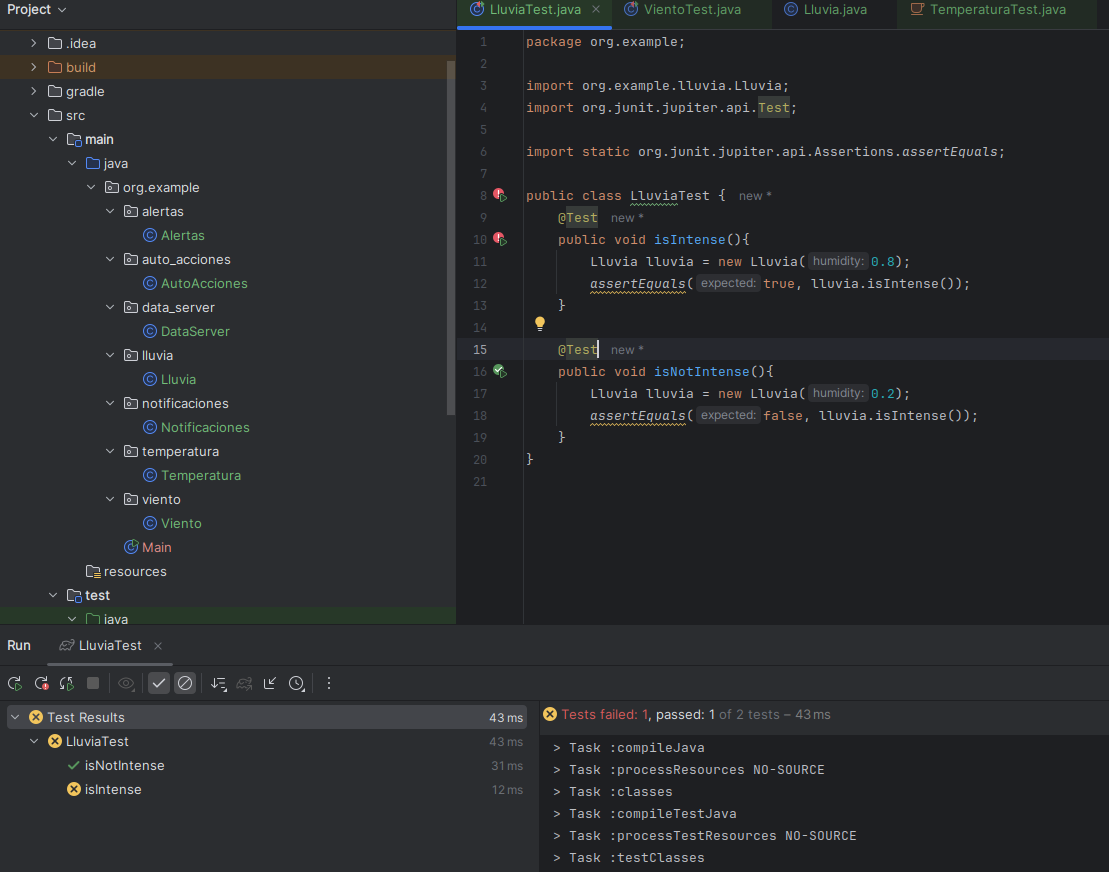 Project
.idea
build
gradle
src
main
java
org.example
alertas
Alertas
auto_acciones
AutoAcciones
data_server
DataServer
lluvia
Lluvia
notificaciones
Notificaciones
temperatura
Temperatura
viento
Viento
Main
resources
test
java
LluviaTest.java
VientoTest.java
Lluvia.java
TemperaturaTest.java
1 package org.example;
2
3 import org.example.lluvia.Lluvia;
4 import org.junit.jupiter.api.Test;
5
6 import static org.junit.jupiter.api.Assertions.assertEquals;
7
8 public class LluviaTest { new *
9 @Test new *
10 public void isIntense(){
11 Lluvia lluvia = new Lluvia( humidity: 0.8);
12 assertEquals( expected: true, lluvia.isIntense());
13 }
14
15 @Test new *
16 public void isNotIntense(){
17 Lluvia lluvia = new Lluvia( humidity: 0.2);
18 assertEquals( expected: false, lluvia.isIntense());
19 }
20 }
21
Run LluviaTest
Test Results 43 ms
LluviaTest 43 ms
isNotIntense 31 ms
isIntense 12 ms
Tests failed: 1, passed: 1 of 2 tests – 43 ms
> Task :compileJava
> Task :processResources NO-SOURCE
> Task :classes
> Task :compileTestJava
> Task :processTestResources NO-SOURCE
> Task :testClasses